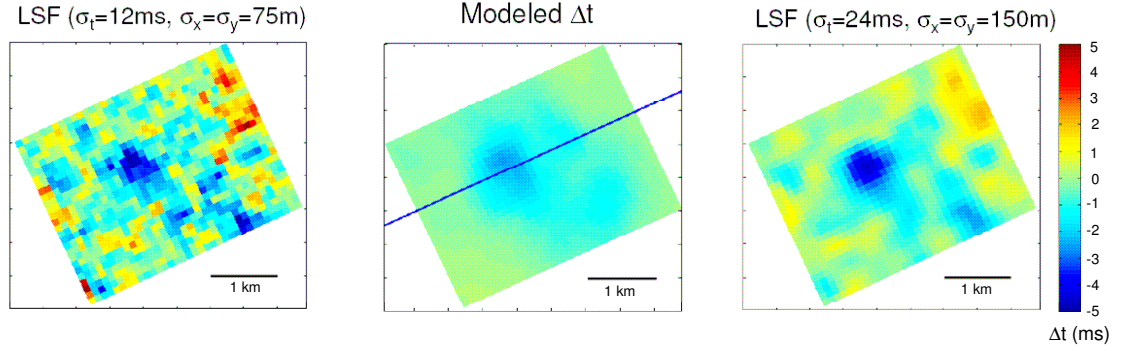 LSF (σt=12ms, σx=σy=75m)
Modeled Δt
LSF (σt=24ms, σx=σy=150m)
1 km
1 km
1 km
5
4
3
2
1
0
-1
-2
-3
-4
-5
Δt (ms)